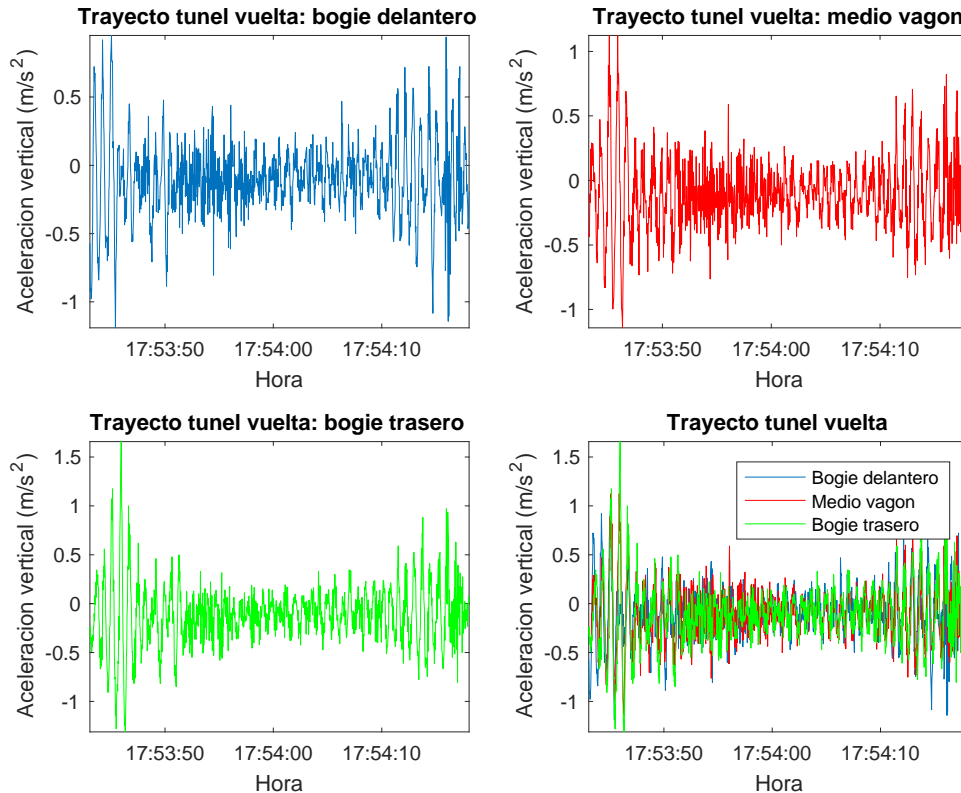 Trayecto tunel vuelta: bogie delantero
Aceleracion vertical (m/s²)
0.5
0
-0.5
-1
17:53:50 17:54:00 17:54:10
Hora
Trayecto tunel vuelta: medio vagon
Aceleracion vertical (m/s²)
1
0.5
0
-0.5
-1
17:53:50 17:54:00 17:54:10
Hora
Trayecto tunel vuelta: bogie trasero
Aceleracion vertical (m/s²)
1.5
1
0.5
0
-0.5
-1
17:53:50 17:54:00 17:54:10
Hora
Trayecto tunel vuelta
Aceleracion vertical (m/s²)
1.5
1
0.5
0
-0.5
-1
Bogie delantero
Medio vagon
Bogie trasero
17:53:50 17:54:00 17:54:10
Hora